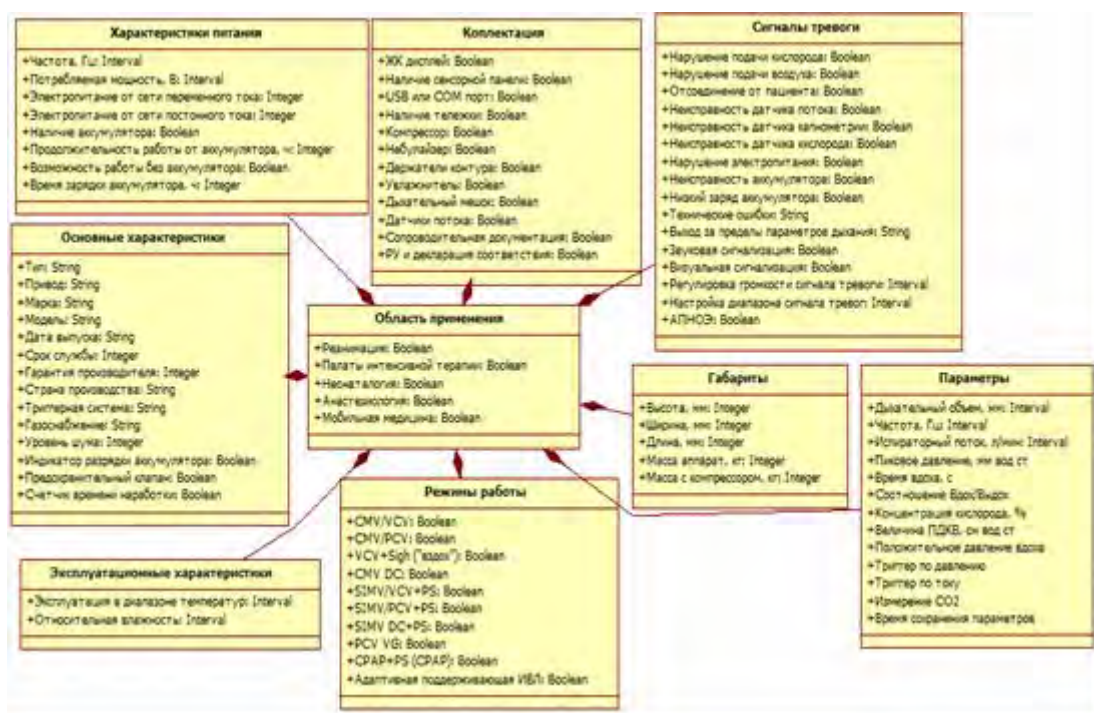 Характеристики питания
+Частота, Гц: Interval
+Потребляемая мощность, В: Interval
+Электропитание от сети переменного тока: Integer
+Электропитание от сети постоянного тока: Integer
+Наличие аккумулятора: Boolean
+Продолжительность работы от аккумулятора, ч: Integer
+Возможность работы без аккумулятора: Boolean
+Время зарядки аккумулятора, ч: Integer
Коплектация
+ЖК дисплей: Boolean
+Наличие сенсорной панели: Boolean
+USB или COM порт: Boolean
+Наличие тележки: Boolean
+Компрессор: Boolean
+Небулайзер: Boolean
+Держатели контура: Boolean
+Увлажнитель: Boolean
+Дыхательный мешок: Boolean
+Датчики потока: Boolean
+Сопроводительная документация: Boolean
+РУ и декларация соответствия: Boolean
Сигналы тревоги
+Нарушение подачи кислорода: Boolean
+Нарушение подачи воздуха: Boolean
+Отсоединение от пациента: Boolean
+Неисправность датчика потока: Boolean
+Неисправность датчика капнометрии: Boolean
+Неисправность датчика кислорода: Boolean
+Нарушение электропитания: Boolean
+Неисправность аккумулятора: Boolean
+Низкий заряд аккумулятора: Boolean
+Технические ошибки: String
+Выход за пределы параметров дыхания: String
+Звуковая сигнализация: Boolean
+Визуальная сигнализация: Boolean
+Регулировка громкости сигнала тревоги: Interval
+Настройка диапазона сигнала тревог: Interval
+АПНОЭ: Boolean
Основные характеристики
+Тип: String
+Привод: String
+Марка: String
+Модель: String
+Дата выпуска: String
+Срок службы: Integer
+Гарантия производителя: Integer
+Страна производства: String
+Триггерная система: String
+Газоснабжение: String
+Уровень шума: Integer
+Индикатор разрядки аккумулятора: Boolean
+Предохранительный клапан: Boolean
+Счетчик времени наработки: Boolean
Область применения
+Реанимация: Boolean
+Палаты интенсивной терапии: Boolean
+Неонатология: Boolean
+Анастезиология: Boolean
+Мобильная медицина: Boolean
Габариты
+Высота, мм: Integer
+Ширина, мм: Integer
+Длина, мм: Integer
+Масса аппарат, кг: Integer
+Масса с компрессором, кг: Integer
Параметры
+Дыхательный объем, мм: Interval
+Частота, Гц: Interval
+Испираторный поток, л/мин: Interval
+Пиковое давление, мм вод ст
+Время вдоха, с
+Соотношение Вдох/Выдох
+Концентрация кислорода, %
+Величина ПДКВ, см вод ст
+Положительное давление вдоха
+Триггер по давлению
+Триггер по току
+Измерение CO2
+Время сохранения параметров
Эксплуатационные характеристики
+Эксплуатация в диапазоне температур: Interval
+Относительная влажность: Interval
Режимы работы
+CMV/VCV: Boolean
+CMV/PCV: Boolean
+VCV+Sigh ("вздох"): Boolean
+CMV DC: Boolean
+SIMV/VCV+PS: Boolean
+SIMV/PCV+PS: Boolean
+SIMV DC+PS: Boolean
+PCV VG: Boolean
+CPAP+PS (CPAP): Boolean
+Адаптивная поддерживающая ИВЛ: Boolean